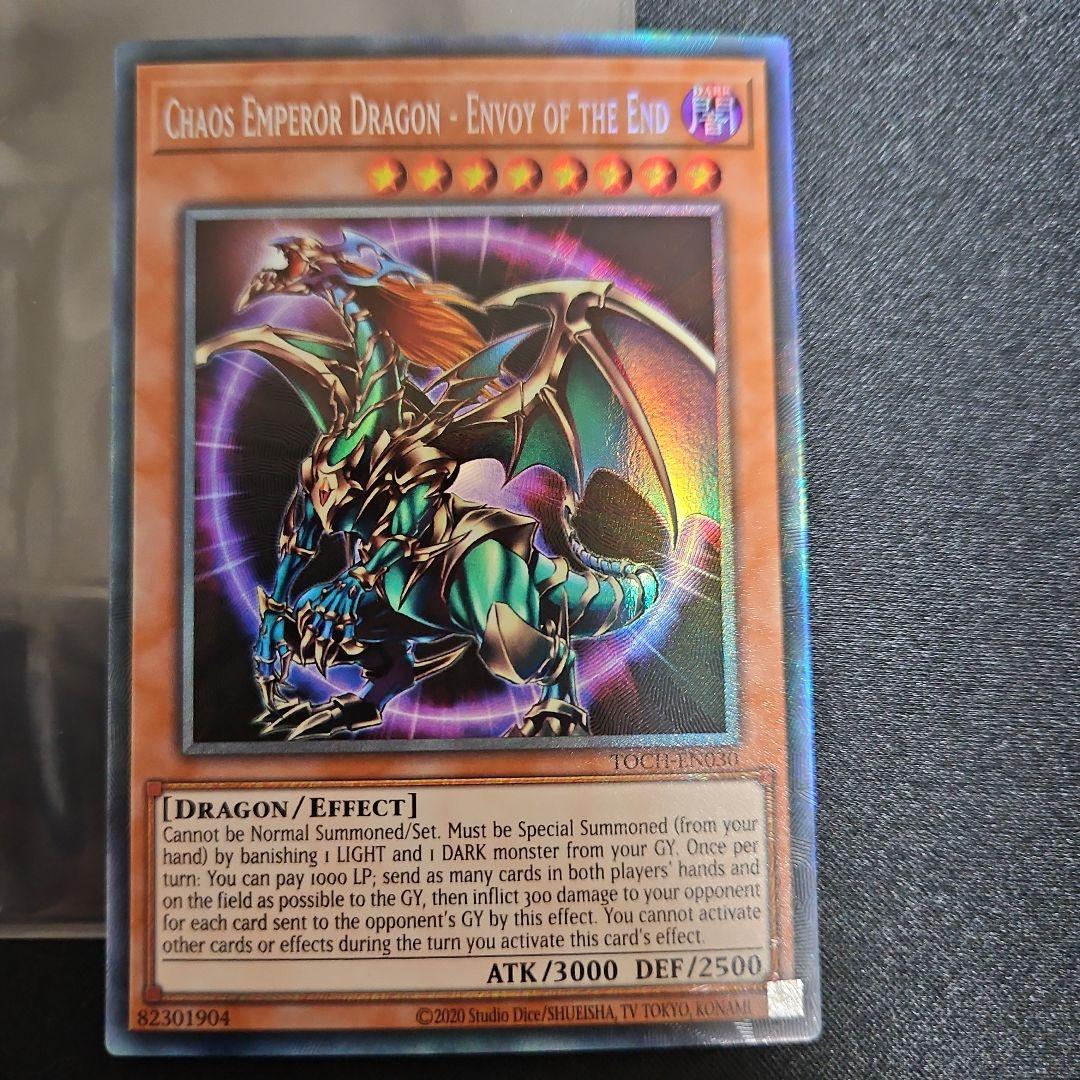 CHAOS EMPEROR DRAGON - ENVOY OF THE END
DARK
闇
TOCH-EN030
[DRAGON/EFFECT]
Cannot be Normal Summoned/Set. Must be Special Summoned (from your
hand) by banishing 1 LIGHT and 1 DARK monster from your GY. Once per
turn: You can pay 1000 LP; send as many cards in both players' hands and
on the field as possible to the GY, then inflict 300 damage to your opponent
for each card sent to the opponent's GY by this effect. You cannot activate
other cards or effects during the turn you activate this card's effect.
ATK/3000 DEF/2500
82301904 ©2020 Studio Dice/SHUEISHA, TV TOKYO, KONAMI